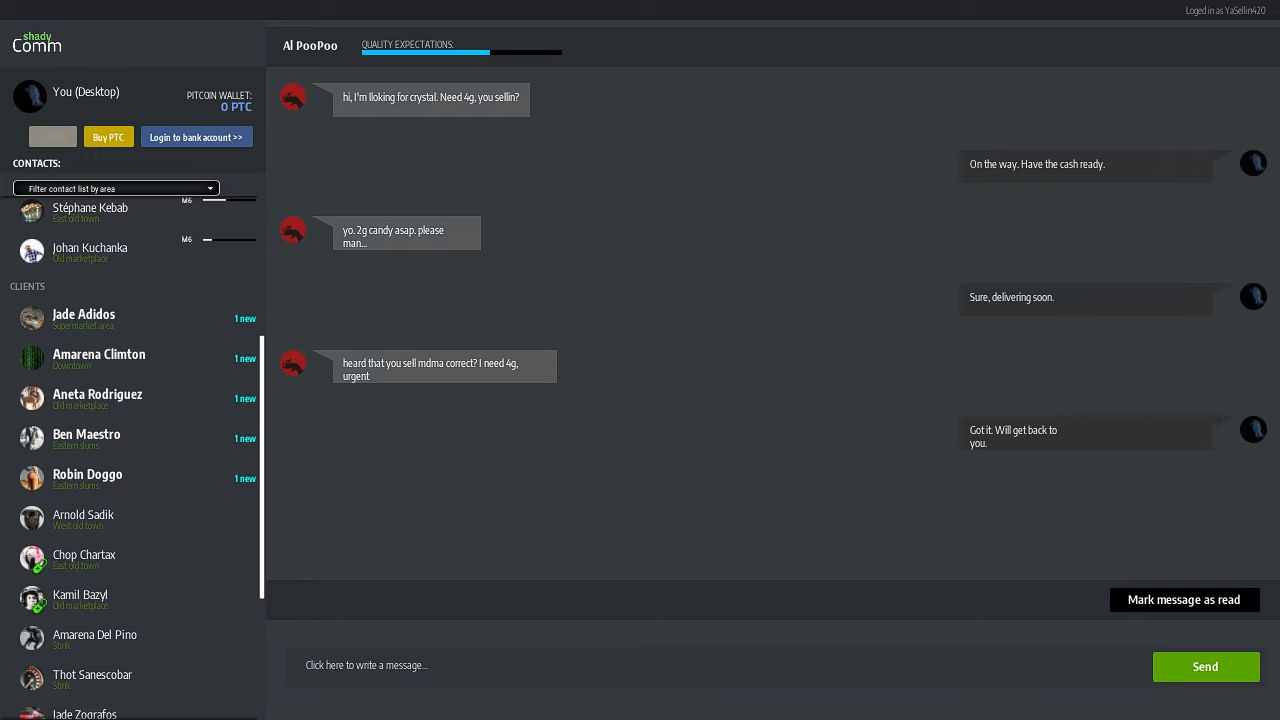 Loged in as YaSellin420
shady
Comm
You (Desktop)
PITCOIN WALLET:
0 PTC
Buy PTC
Login to bank account >>
CONTACTS:
Filter contact list by area
Stéphane Kebab
East old town
M6
Johan Kuchanka
Old marketplace
M6
CLIENTS
Jade Adidos
Supermarket area
1 new
Amarena Climton
Downtown
1 new
Aneta Rodriguez
Old marketplace
1 new
Ben Maestro
Eastern slums
1 new
Robin Doggo
Eastern slums
1 new
Arnold Sadik
West old town
Chop Chartax
East old town
Kamil Bazyl
Old marketplace
Amarena Del Pino
Stink
Thot Sanescobar
Stink
Jade Zografos
Al PooPoo
QUALITY EXPECTATIONS:
hi, I'm lloking for crystal. Need 4g, you sellin?
On the way. Have the cash ready.
yo. 2g candy asap. please
man...
Sure, delivering soon.
heard that you sell mdma correct? I need 4g,
urgent
Got it. Will get back to
you.
Mark message as read
Click here to write a message...
Send